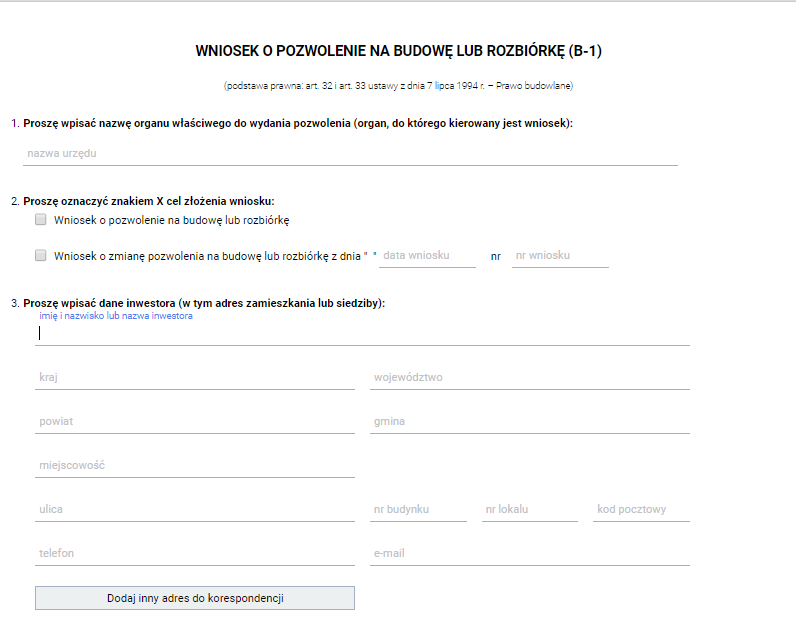 WNIOSEK O POZWOLENIE NA BUDOWĘ LUB ROZBIÓRKĘ (B-1)
(podstawa prawna: art. 32 i art. 33 ustawy z dnia 7 lipca 1994 r. – Prawo budowlane)
1. Proszę wpisać nazwę organu właściwego do wydania pozwolenia (organ, do którego kierowany jest wniosek):
nazwa urzędu
2. Proszę oznaczyć znakiem X cel złożenia wniosku:
Wniosek o pozwolenie na budowę lub rozbiórkę
Wniosek o zmianę pozwolenia na budowę lub rozbiórkę z dnia " " data wniosku nr nr wniosku
3. Proszę wpisać dane inwestora (w tym adres zamieszkania lub siedziby):
imię i nazwisko lub nazwa inwestora
kraj województwo
powiat gmina
miejscowość
ulica nr budynku nr lokalu kod pocztowy
telefon e-mail
Dodaj inny adres do korespondencji